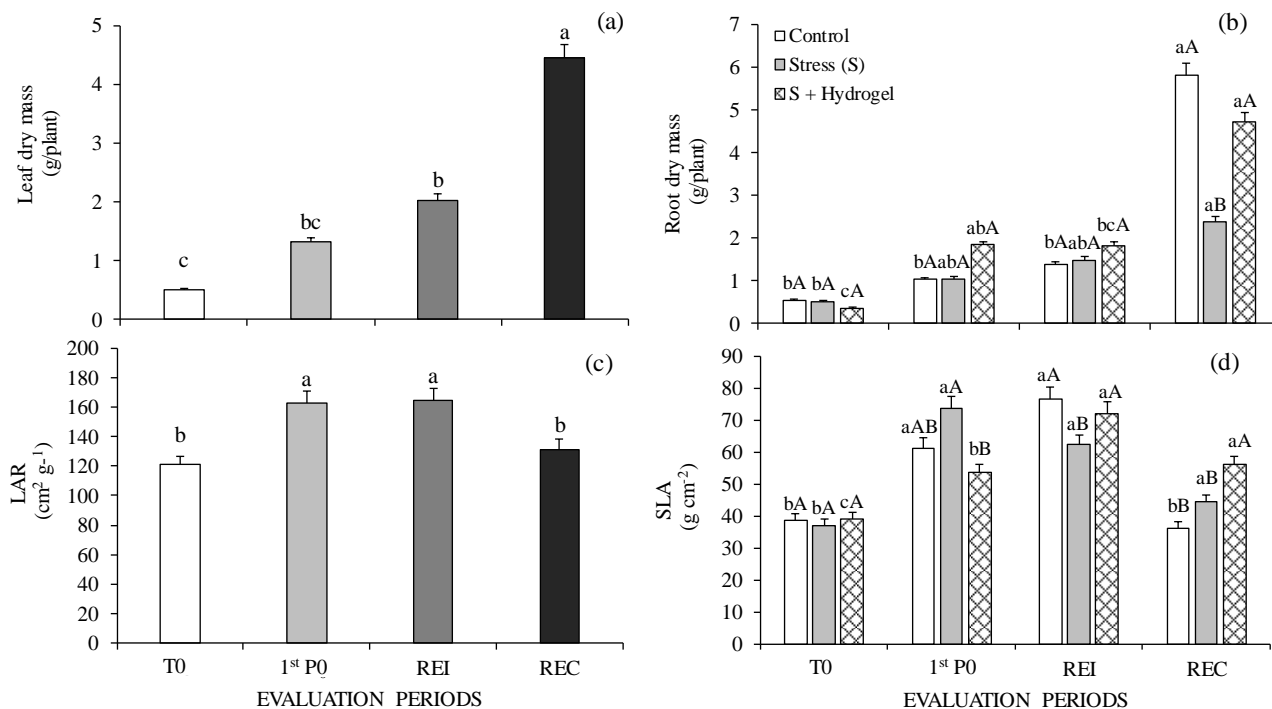 (a)
Leaf dry mass
(g/plant)
5
4
3
2
1
0
c
bc
b
a
(b)
Root dry mass
(g/plant)
7
6
5
4
3
2
1
0
Control
Stress (S)
S + Hydrogel
bA bA cA
bA abA abA
bA abA bcA
aA aB aA
(c)
LAR
(cm² g-¹)
200
180
160
140
120
100
80
60
40
20
0
b
a
a
b
T0 1st P0 REI REC
EVALUATION PERIODS
(d)
SLA
(g cm-²)
90
80
70
60
50
40
30
20
10
0
bA bA cA
aAB aA bB
aA aB aA
bB aB aA
T0 1st P0 REI REC
EVALUATION PERIODS